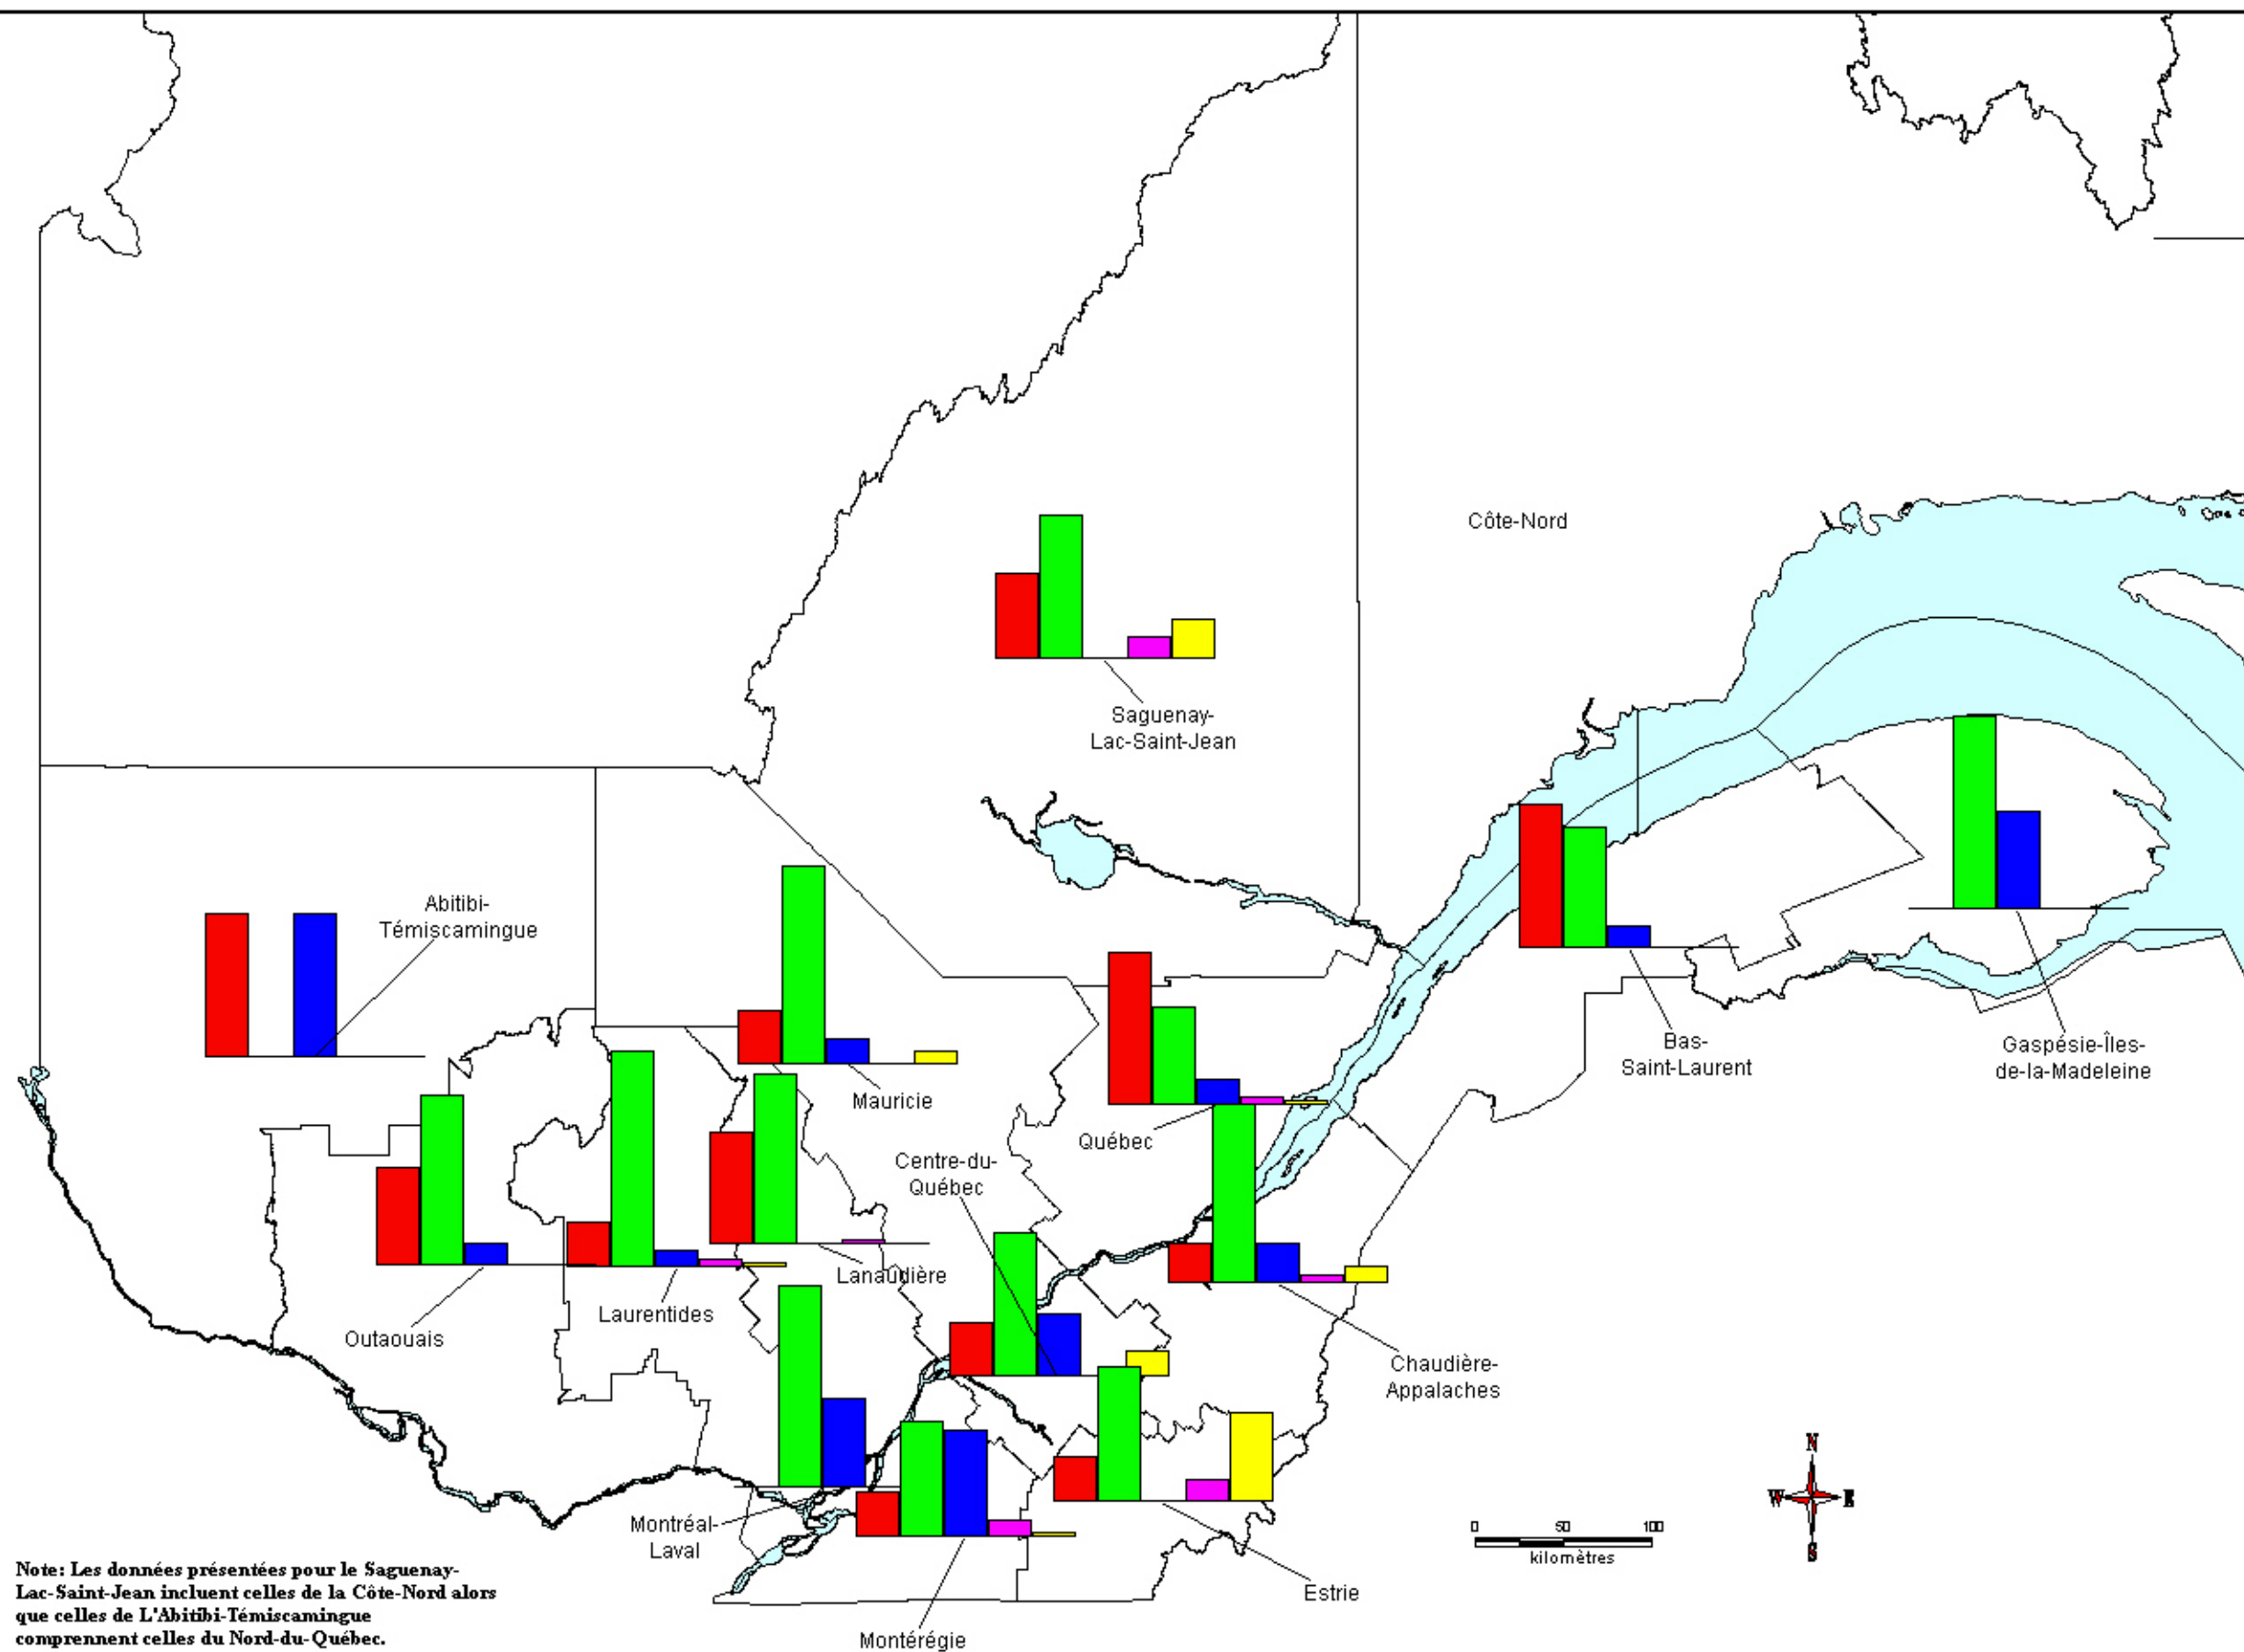 Côte-Nord
Saguenay-
Lac-Saint-Jean
Abitibi-
Témiscamingue
Bas-
Saint-Laurent
Gaspésie-Îles-
de-la-Madeleine
Mauricie
Québec
Centre-du-
Québec
Lanaudière
Laurentides
Outaouais
Chaudière-
Appalaches
Montréal-
Laval
Estrie
Montérégie
N
W E
S
0 50 100
kilomètres
Note: Les données présentées pour le Saguenay-
Lac-Saint-Jean incluent celles de la Côte-Nord alors
que celles de L'Abitibi-Témiscamingue
comprennent celles du Nord-du-Québec.